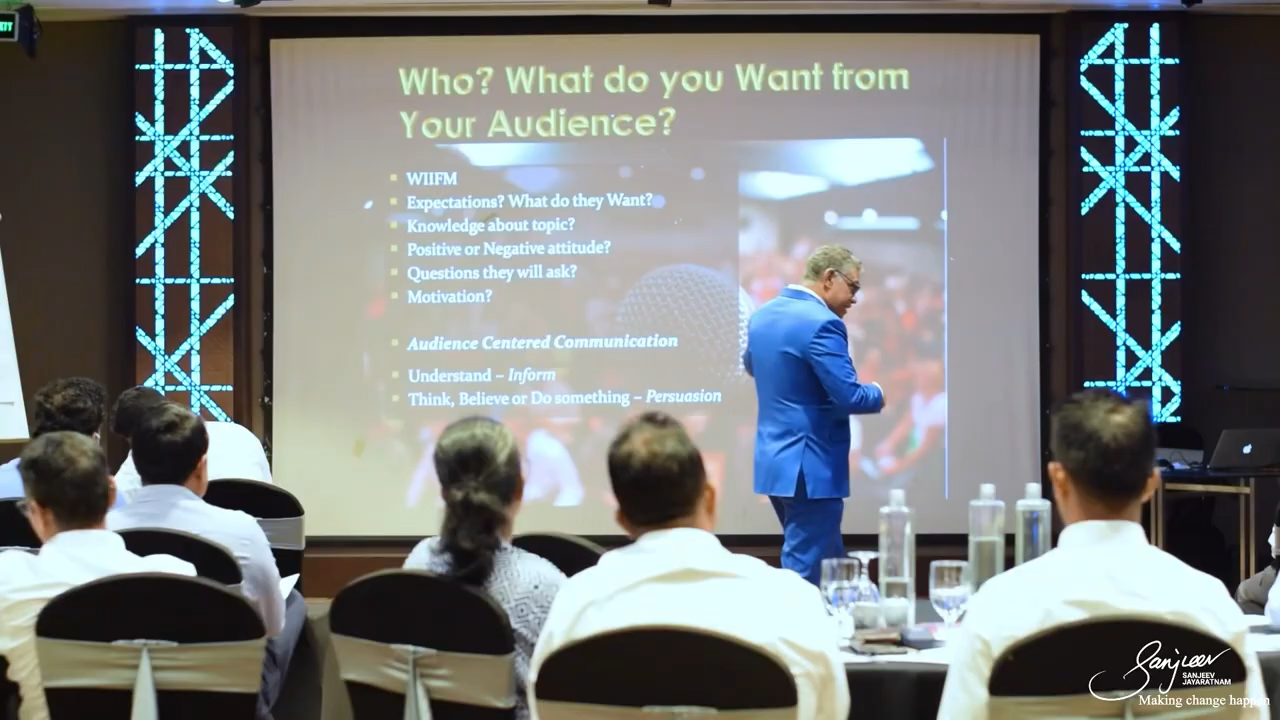 Who? What do you Want from
Your Audience?
WIIFM
Expectations? What do they Want?
Knowledge about topic?
Positive or Negative attitude?
Questions they will ask?
Motivation?
Audience Centered Communication
Understand – Inform
Think, Believe or Do something – Persuasion
Sanjeev
SANJEEV
JAYARATNAM
Making change happen